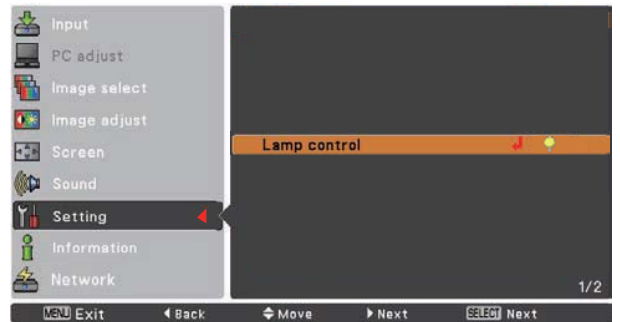 Input
PC adjust
Image select
Image adjust
Screen
Sound
Setting
Information
Network
Lamp control
1/2
MENU Exit
Back
Move
Next
SELECT Next